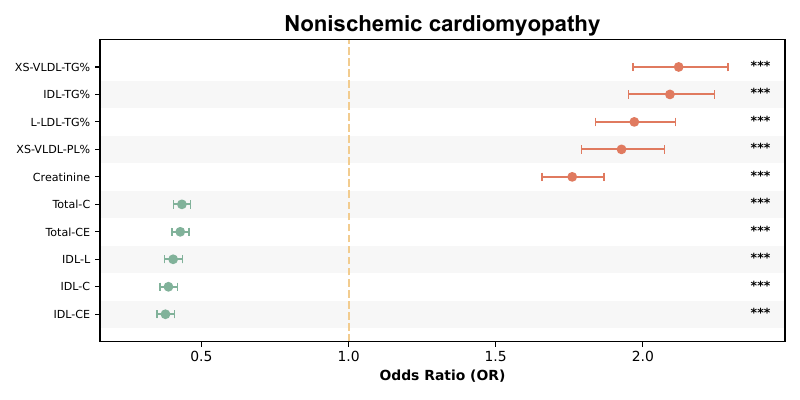 Nonischemic cardiomyopathy
XS-VLDL-TG% ***
IDL-TG% ***
L-LDL-TG% ***
XS-VLDL-PL% ***
Creatinine ***
Total-C ***
Total-CE ***
IDL-L ***
IDL-C ***
IDL-CE ***
0.5 1.0 1.5 2.0
Odds Ratio (OR)